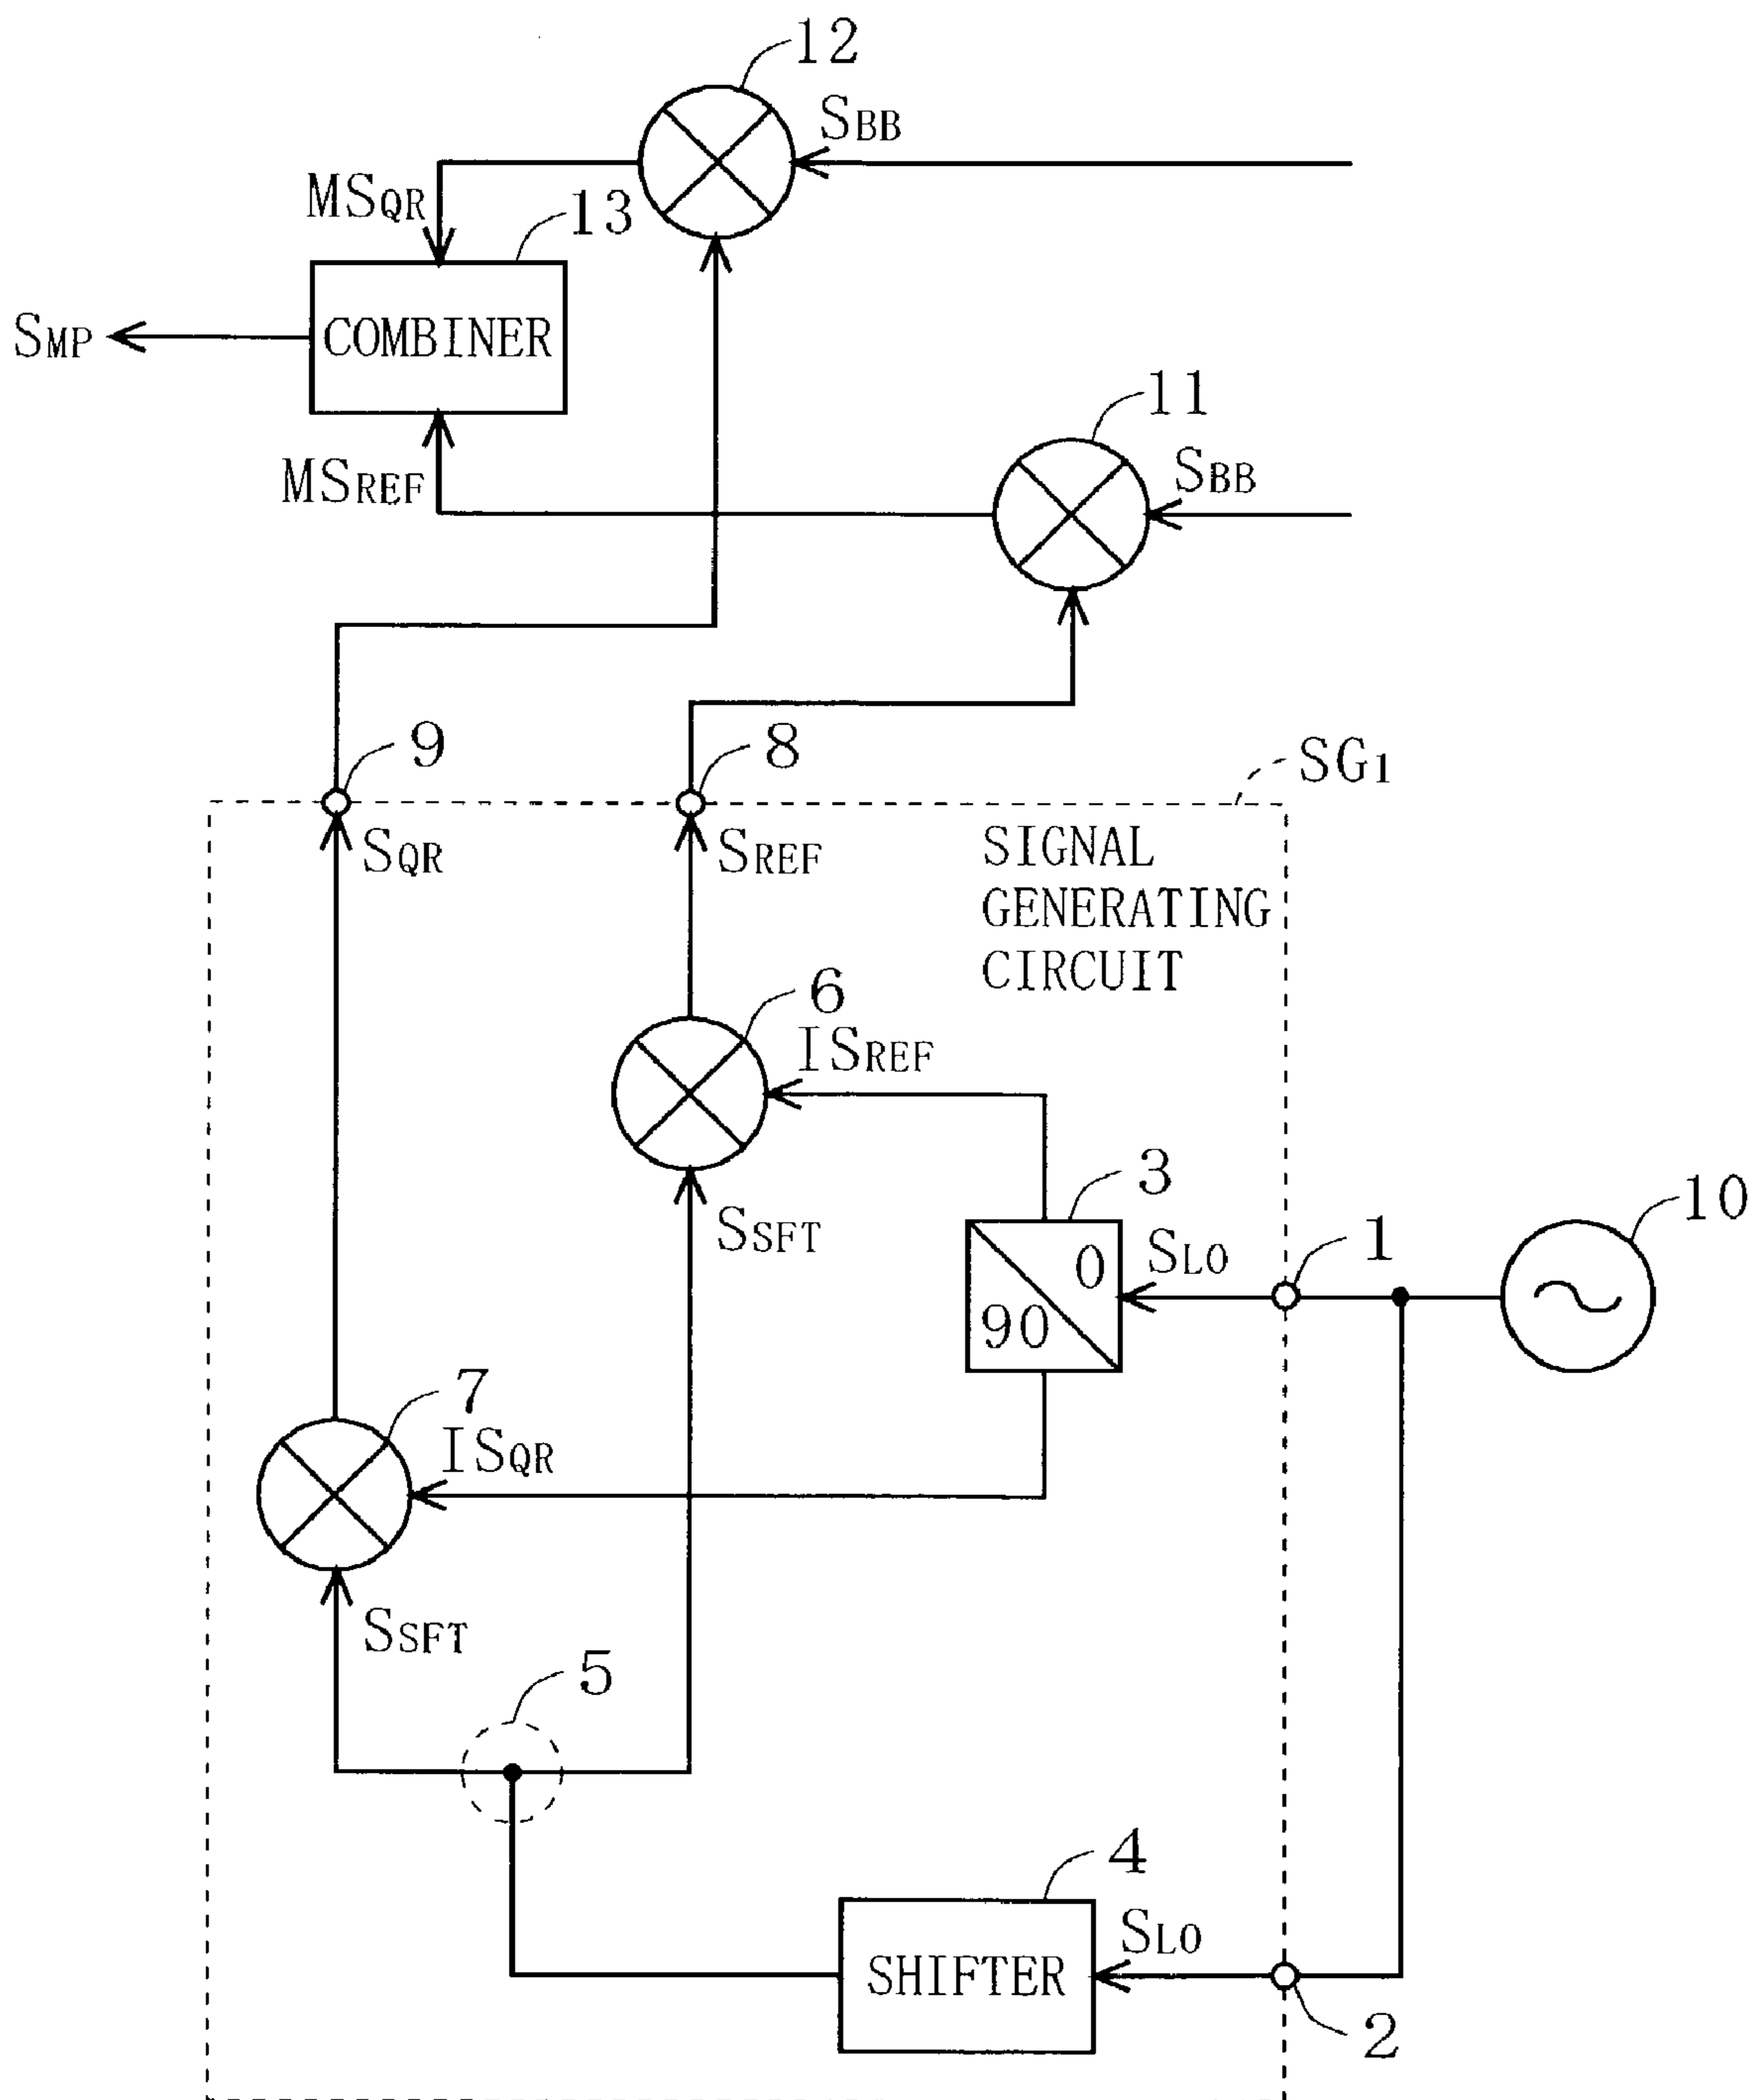 12
SBB
MSQR
13
SMP
COMBINER
11
MSREF
SBB
9
8
SG1
SQR
SREF
SIGNAL
GENERATING
CIRCUIT
6
ISREF
3
10
SSFT
0
SLO
1
90
7
ISQR
SSFT
5
4
SLO
SHIFTER
2